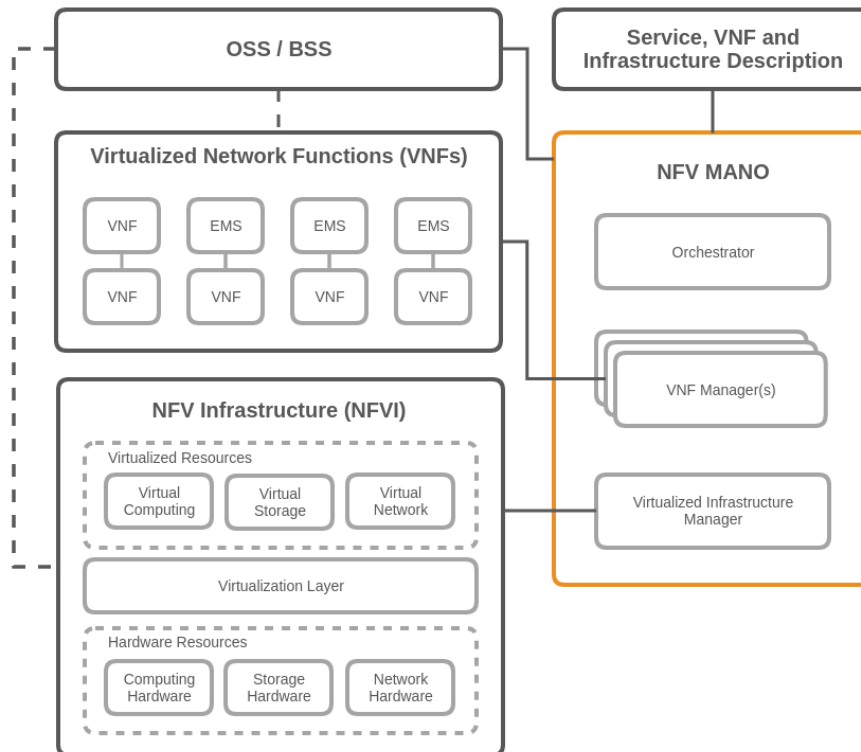 OSS / BSS
Service, VNF and
Infrastructure Description
Virtualized Network Functions (VNFs)
VNF
EMS
EMS
EMS
VNF
VNF
VNF
VNF
NFV MANO
Orchestrator
VNF Manager(s)
Virtualized Infrastructure
Manager
NFV Infrastructure (NFVI)
Virtualized Resources
Virtual
Computing
Virtual
Storage
Virtual
Network
Virtualization Layer
Hardware Resources
Computing
Hardware
Storage
Hardware
Network
Hardware